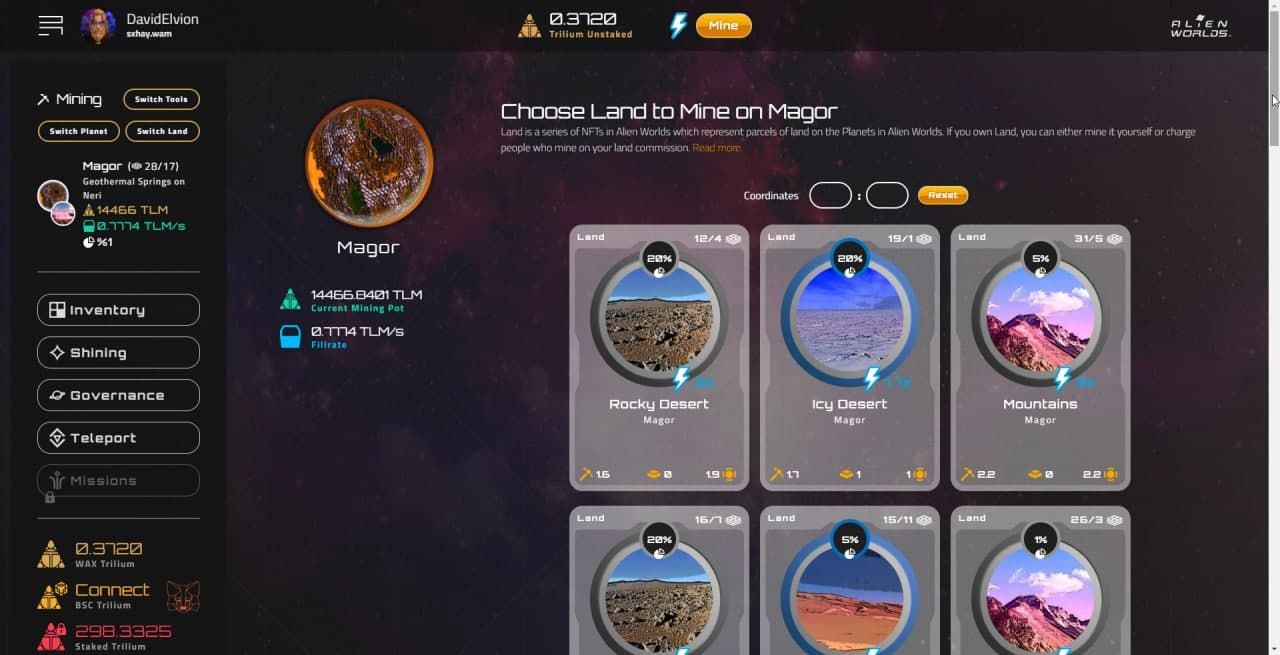 DavidElvion
sxhay.wam
0.3720
Trilium Unstaked
Mine
ALIEN
WORLDS
Mining
Switch Tools
Switch Planet
Switch Land
Magor (28/17)
Geothermal Springs on
Neri
14466 TLM
0.7774 TLM/s
%1
Inventory
Shining
Governance
Teleport
Missions
0.3720
WAX Trilium
Connect
BSC Trilium
298.3325
Staked Trilium
Magor
14466.8401 TLM
Current Mining Pot
0.7774 TLM/s
Fillrate
Choose Land to Mine on Magor
Land is a series of NFTs in Alien Worlds which represent parcels of land on the Planets in Alien Worlds. If you own Land, you can either mine it yourself or charge
people who mine on your land commission. Read more.
Coordinates : Reset
Land 12/4
20%
Rocky Desert
Magor
1.6 0 1.9
Land 19/1
20%
1.7x
Icy Desert
Magor
1.7 1 1
Land 31/5
5%
Mountains
Magor
2.2 0 2.2
Land 16/7
20%
Land 15/11
5%
Land 26/3
1%